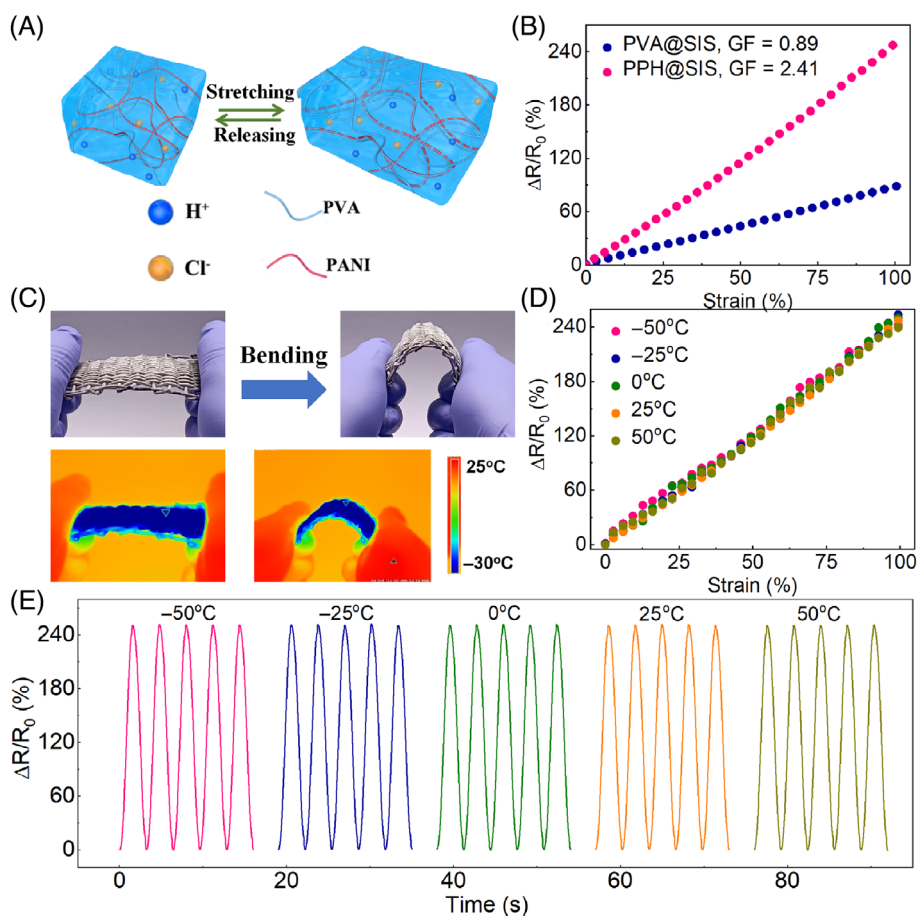 (A)
Stretching
Releasing
H⁺
PVA
Cl⁻
PANI
(B)
ΔR/R₀ (%)
240
180
120
60
0
PVA@SIS, GF = 0.89
PPH@SIS, GF = 2.41
0 25 50 75 100
Strain (%)
(C)
Bending
25°C
−30°C
(D)
ΔR/R₀ (%)
240
180
120
60
0
−50°C
−25°C
0°C
25°C
50°C
0 25 50 75 100
Strain (%)
(E)
ΔR/R₀ (%)
240
180
120
60
0
−50°C −25°C 0°C 25°C 50°C
0 20 40 60 80
Time (s)